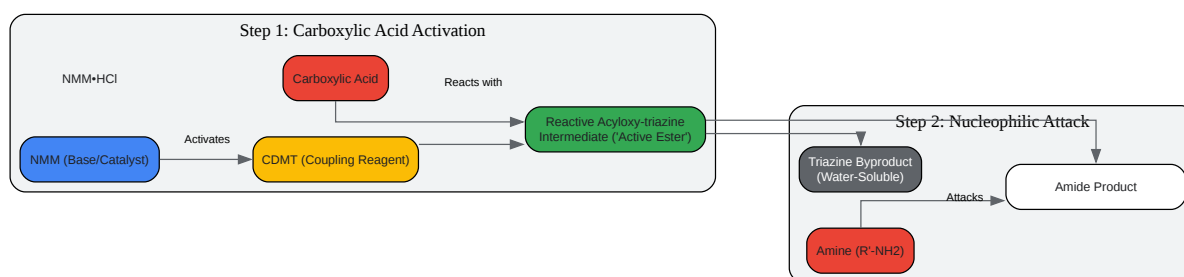 Step 1: Carboxylic Acid Activation
NMM•HCl
Carboxylic Acid
Reacts with
NMM (Base/Catalyst)
Activates
CDMT (Coupling Reagent)
Reactive Acyloxy-triazine
Intermediate ('Active Ester')
Step 2: Nucleophilic Attack
Triazine Byproduct
(Water-Soluble)
Amide Product
Attacks
Amine (R'-NH2)